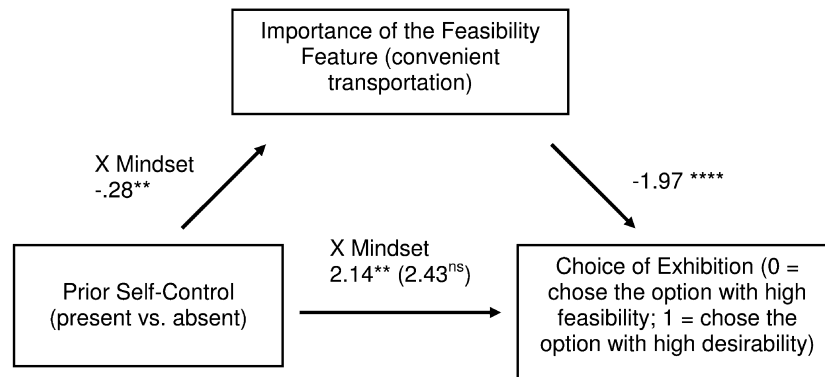 Importance of the Feasibility
Feature (convenient
transportation)
X Mindset
-.28**
-1.97 ****
X Mindset
2.14** (2.43ns)
Prior Self-Control
(present vs. absent)
Choice of Exhibition (0 =
chose the option with high
feasibility; 1 = chose the
option with high desirability)